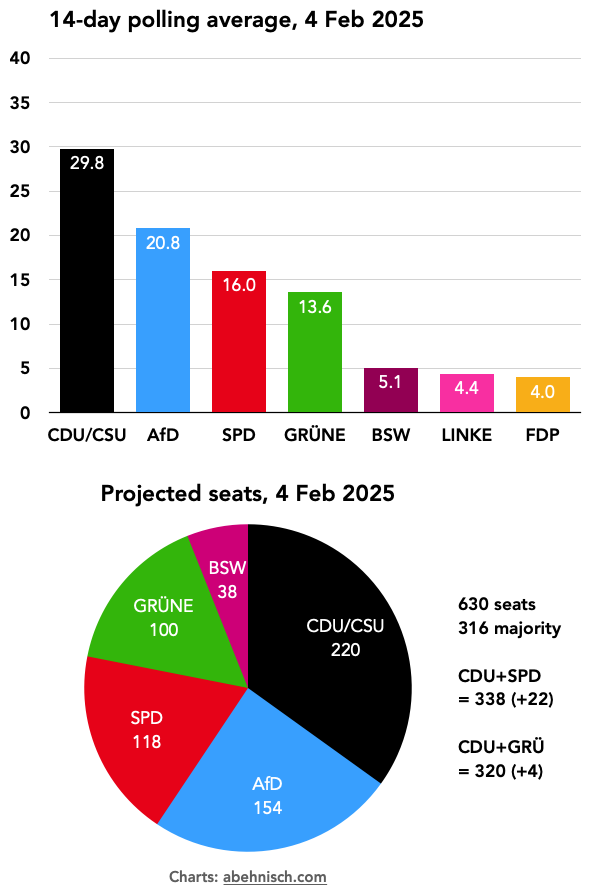 14-day polling average, 4 Feb 2025
40
35
30
25
20
15
10
5
0
29.8
20.8
16.0
13.6
5.1
4.4
4.0
CDU/CSU AfD SPD GRÜNE BSW LINKE FDP
Projected seats, 4 Feb 2025
BSW
38
GRÜNE
100
CDU/CSU
220
SPD
118
AfD
154
630 seats
316 majority
CDU+SPD
= 338 (+22)
CDU+GRÜ
= 320 (+4)
Charts: abehnisch.com